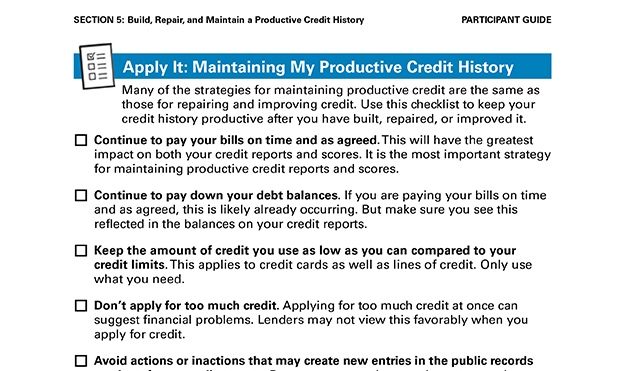 SECTION 5: Build, Repair, and Maintain a Productive Credit History PARTICIPANT GUIDE
Apply It: Maintaining My Productive Credit History
Many of the strategies for maintaining productive credit are the same as
those for repairing and improving credit. Use this checklist to keep your
credit history productive after you have built, repaired, or improved it.
Continue to pay your bills on time and as agreed. This will have the greatest
impact on both your credit reports and scores. It is the most important strategy
for maintaining productive credit reports and scores.
Continue to pay down your debt balances. If you are paying your bills on time
and as agreed, this is likely already occurring. But make sure you see this
reflected in the balances on your credit reports.
Keep the amount of credit you use as low as you can compared to your
credit limits. This applies to credit cards as well as lines of credit. Only use
what you need.
Don't apply for too much credit. Applying for too much credit at once can
suggest financial problems. Lenders may not view this favorably when you
apply for credit.
Avoid actions or inactions that may create new entries in the public records